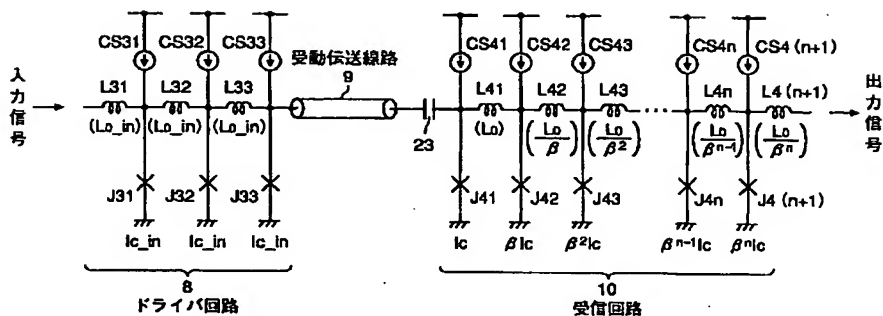 CS31 CS32 CS33
CS41 CS42 CS43 CS4n CS4(n+1)
受動伝送線路
9
入力信号
L31 L32 L33
(Lo_in) (Lo_in) (Lo_in)
23
L41 L42 L43 L4n L4(n+1)
(Lo) (Lo/β) (Lo/β²) (Lo/βⁿ⁻¹) (Lo/βⁿ)
出力信号
J31 J32 J33
J41 J42 J43 J4n J4(n+1)
Ic_in Ic_in Ic_in
Ic βIc β²Ic βⁿ⁻¹Ic βⁿIc
8
ドライバ回路
10
受信回路